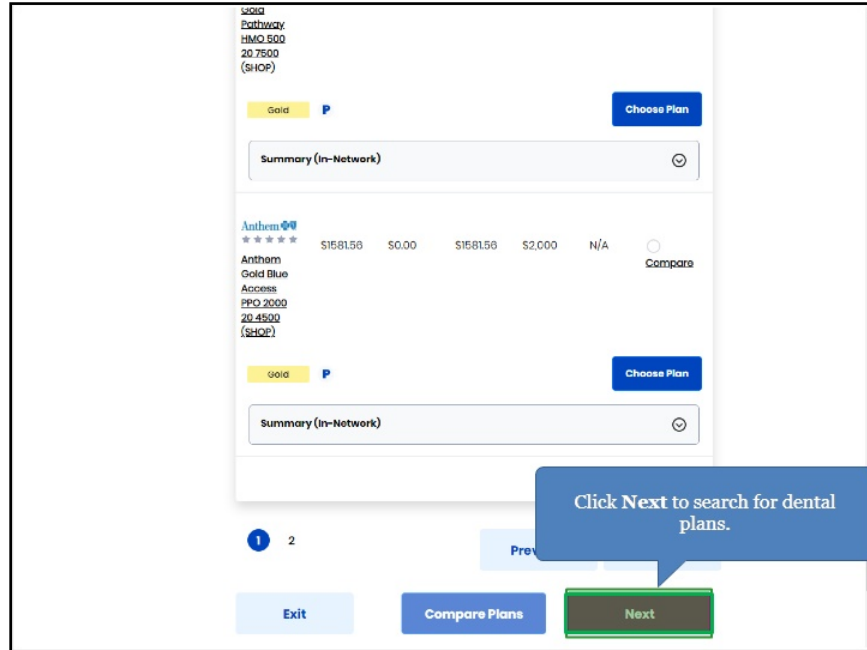 Gold
Pathway
HMO 500
20 7500
(SHOP)
Gold P Choose Plan
Summary (In-Network)
Anthem
$1581.56 $0.00 $1581.56 $2,000 N/A
Compare
Anthem
Gold Blue
Access
PPO 2000
20 4500
(SHOP)
Gold P Choose Plan
Summary (In-Network)
Click Next to search for dental
plans.
1 2
Prev
Exit Compare Plans Next